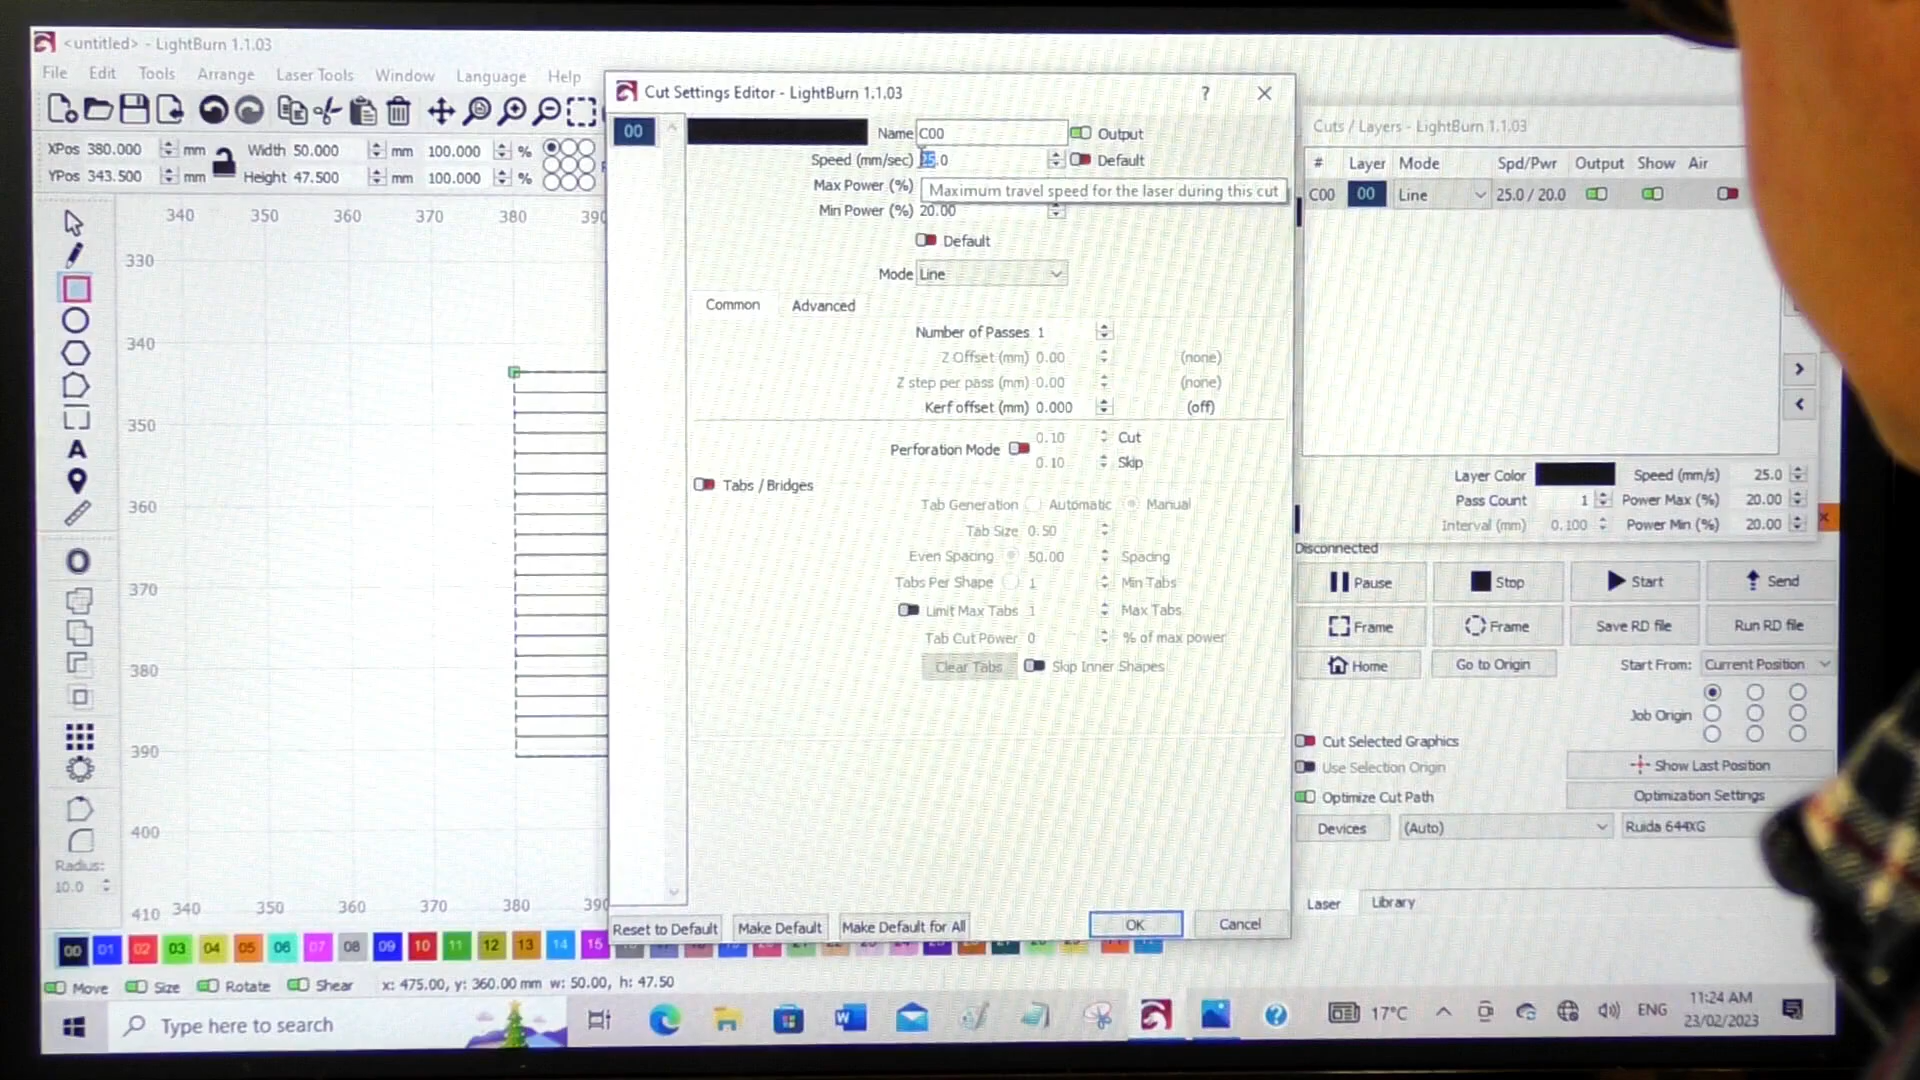 <untitled> - LightBurn 1.1.03
File Edit Tools Arrange Laser Tools Window Language Help
XPos 380.000 mm Width 50.000 mm 100.000 %
YPos 343.500 mm Height 47.500 mm 100.000 %
340 350 360 370 380 390
330
340
350
360
370
380
390
400
410 340 350 360 370 380 390
Radius:
10.0
Cut Settings Editor - LightBurn 1.1.03 ?
00
Name C00 Output
Speed (mm/sec) 25.0 Default
Max Power (%)
Maximum travel speed for the laser during this cut
Min Power (%) 20.00
Default
Mode Line
Common Advanced
Number of Passes 1
Z Offset (mm) 0.00 (none)
Z step per pass (mm) 0.00 (none)
Kerf offset (mm) 0.000 (off)
Perforation Mode 0.10 Cut
0.10 Skip
Tabs / Bridges
Tab Generation Automatic Manual
Tab Size 0.50
Even Spacing 50.00 Spacing
Tabs Per Shape 1 Min Tabs
Limit Max Tabs 1 Max Tabs
Tab Cut Power 0 % of max power
Clear Tabs Skip Inner Shapes
Reset to Default Make Default Make Default for All OK Cancel
Cuts / Layers - LightBurn 1.1.03
# Layer Mode Spd/Pwr Output Show Air
C00 00 Line 25.0 / 20.0
Layer Color Speed (mm/s) 25.0
Pass Count 1 Power Max (%) 20.00
Interval (mm) 0.100 Power Min (%) 20.00
Disconnected
Pause Stop Start Send
Frame Frame Save RD file Run RD file
Home Go to Origin Start From: Current Position
Job Origin
Cut Selected Graphics
Use Selection Origin Show Last Position
Optimize Cut Path Optimization Settings
Devices (Auto) Ruida 644XG
Laser Library
00 01 02 03 04 05 06 07 08 09 10 11 12 13 14 15
Move Size Rotate Shear x: 475.00, y: 360.00 mm w: 50.00, h: 47.50
Type here to search
17°C ENG
11:24 AM
23/02/2023